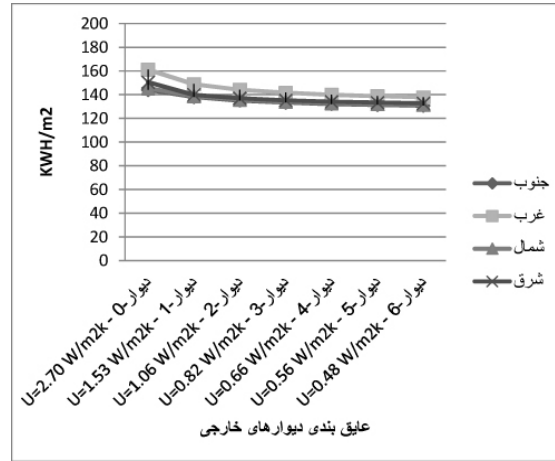 200
180
160
140
120
100
80
60
40
20
0
KWH/m2
U=2.70 W/m2k - 0-دیوار
U=1.53 W/m2k - 1-دیوار
U=1.06 W/m2k - 2-دیوار
U=0.82 W/m2k - 3-دیوار
U=0.66 W/m2k - 4-دیوار
U=0.56 W/m2k - 5-دیوار
U=0.48 W/m2k - 6-دیوار
عایق بندی دیوارهای خارجی
جنوب
غرب
شمال
شرق